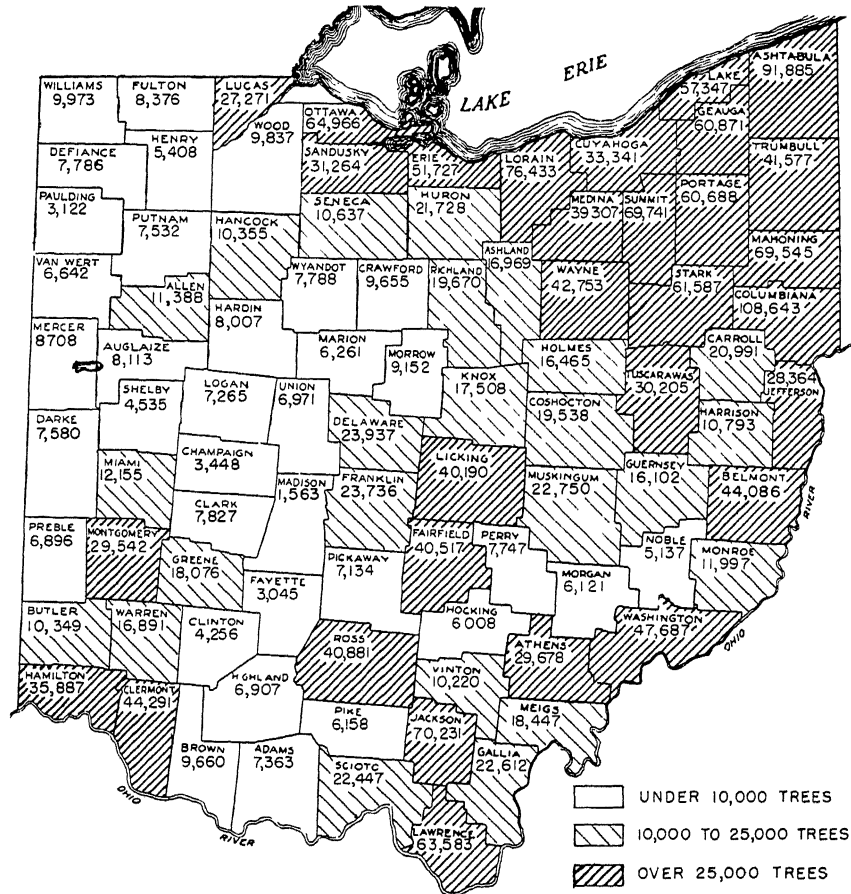 LAKE ERIE
WILLIAMS
9,973
FULTON
8,376
LUCAS
27,271
OTTAWA
64,966
WOOD
9,837
HENRY
5,408
DEFIANCE
7,786
SANDUSKY
31,264
ERIE
51,727
LORAIN
76,433
CUYAHOGA
33,341
LAKE
57,347
GEAUGA
60,871
ASHTABULA
91,885
TRUMBULL
41,577
PAULDING
3,122
PUTNAM
7,532
HANCOCK
10,355
SENECA
10,637
HURON
21,728
MEDINA
39307
SUMMIT
69,741
PORTAGE
60,688
MAHONING
69,545
VAN WERT
6,642
ALLEN
11,388
WYANDOT
7,788
CRAWFORD
9,655
RICHLAND
19,670
ASHLAND
16,969
WAYNE
42,753
STARK
61,587
COLUMBIANA
108,643
MERCER
8708
AUGLAIZE
8,113
HARDIN
8,007
MARION
6,261
MORROW
9,152
HOLMES
16,465
CARROLL
20,991
SHELBY
4,535
LOGAN
7,265
UNION
6,971
KNOX
17,508
COSHOCTON
19,538
TUSCARAWAS
30,205
28,364
JEFFERSON
HARRISON
10,793
DARKE
7,580
DELAWARE
23,937
MIAMI
12,155
CHAMPAIGN
3,448
LICKING
40,190
MUSKINGUM
22,750
GUERNSEY
16,102
BELMONT
44,086
CLARK
7,827
MADISON
1,563
FRANKLIN
23,736
PREBLE
6,896
MONTGOMERY
29,542
GREENE
18,076
FAYETTE
3,045
PICKAWAY
7,134
FAIRFIELD
40,517
PERRY
7,747
MORGAN
6,121
NOBLE
5,137
MONROE
11,997
BUTLER
10,349
WARREN
16,891
CLINTON
4,256
ROSS
40,881
HOCKING
6008
ATHENS
29,678
WASHINGTON
47,687
OHIO RIVER
HAMILTON
35,887
CLERMONT
44,291
HIGHLAND
6,907
VINTON
10,220
MEIGS
18,447
PIKE
6,158
JACKSON
70,231
GALLIA
22,612
BROWN
9,660
ADAMS
7,363
SCIOTC
22,447
LAWRENCE
63,583
OHIO RIVER
UNDER 10,000 TREES
10,000 TO 25,000 TREES
OVER 25,000 TREES